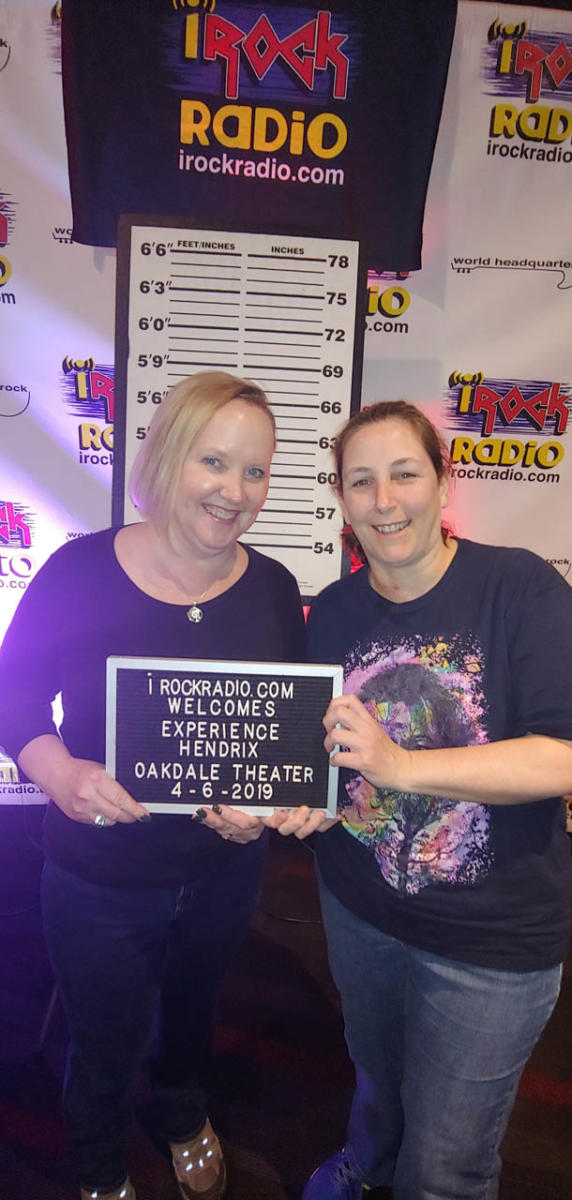 iROCK
RADiO
irockradio.com
iROCK
RADiO
irockradio.com
world headquarters
FEET/INCHES
INCHES
6'6"
78
6'3"
75
6'0"
72
5'9"
69
5'6"
66
63
60
57
54
iROCK
RADiO
irockradio.com
i ROCKRADIO.COM
WELCOMES
EXPERIENCE
HENDRIX
OAKDALE THEATER
4-6-2019